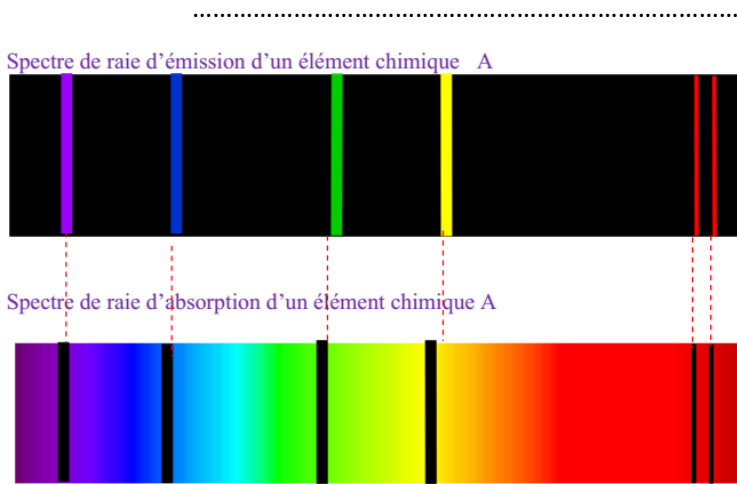 ................................................................................
Spectre de raie d'émission d'un élément chimique A
Spectre de raie d'absorption d'un élément chimique A